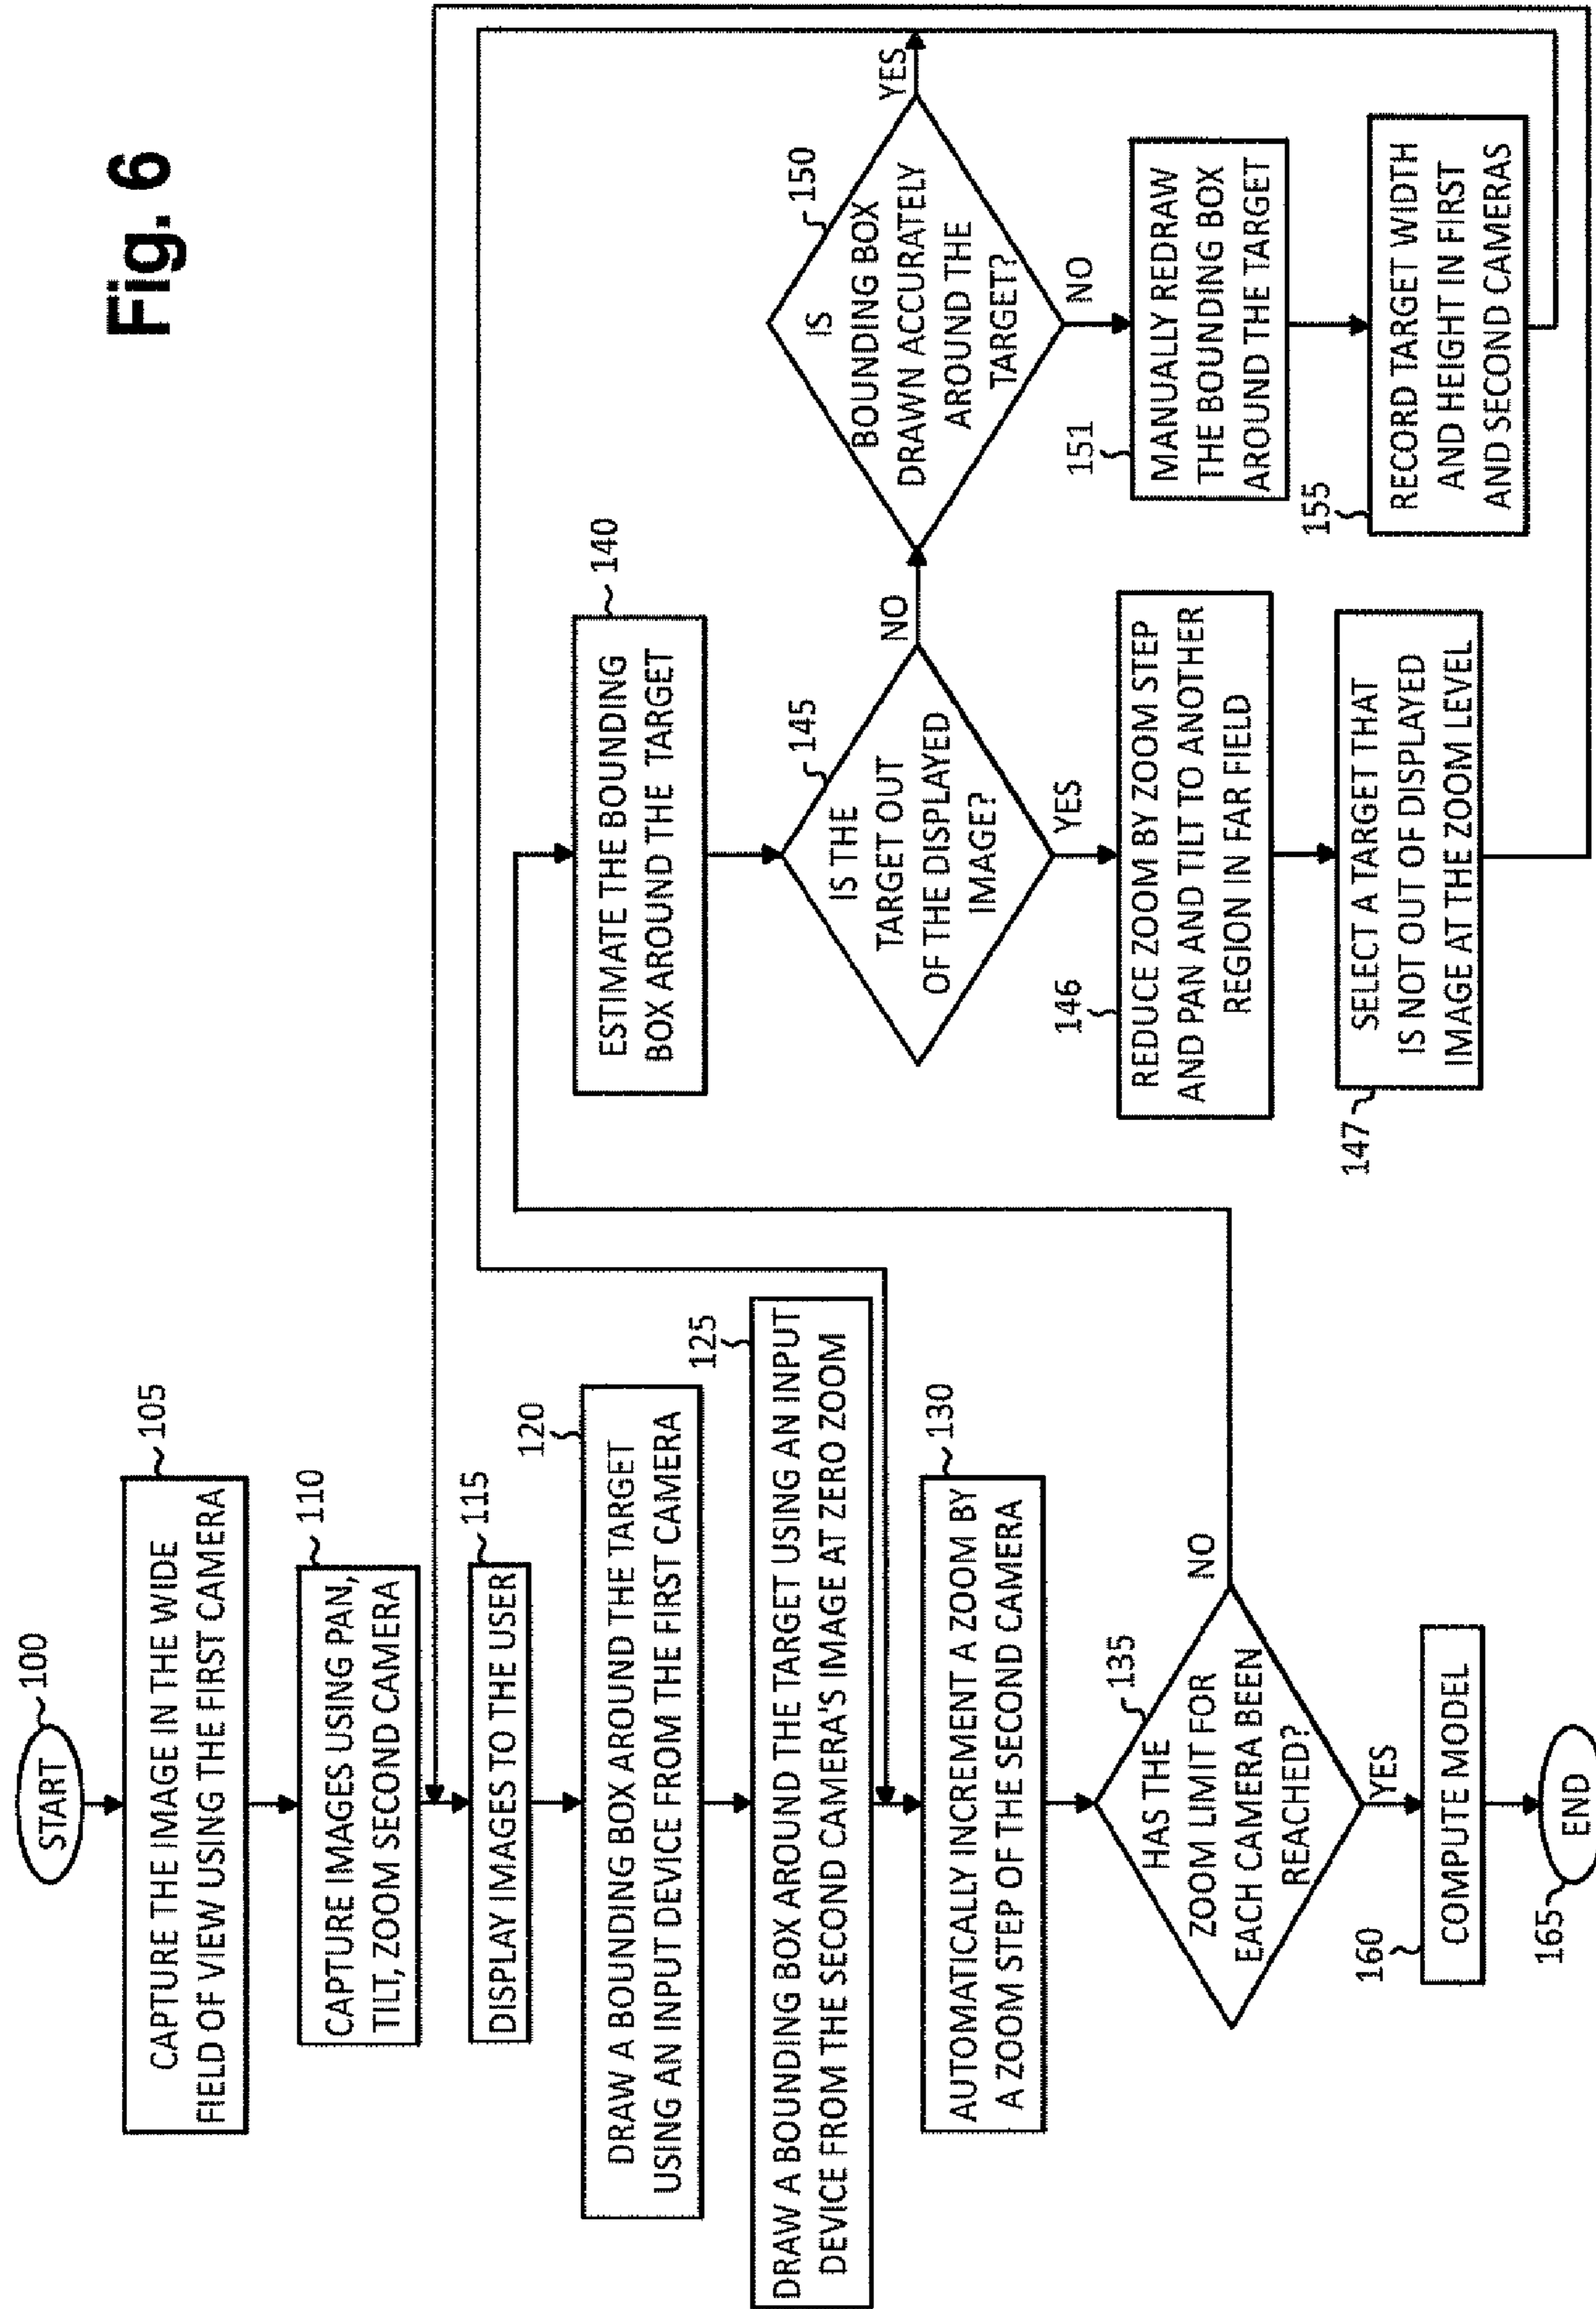 Fig. 6
START
100
CAPTURE THE IMAGE IN THE WIDE
FIELD OF VIEW USING THE FIRST CAMERA
105
CAPTURE IMAGES USING PAN,
TILT, ZOOM SECOND CAMERA
110
DISPLAY IMAGES TO THE USER
115
DRAW A BOUNDING BOX AROUND THE TARGET
USING AN INPUT DEVICE FROM THE FIRST CAMERA
120
DRAW A BOUNDING BOX AROUND THE TARGET USING AN INPUT
DEVICE FROM THE SECOND CAMERA'S IMAGE AT ZERO ZOOM
125
AUTOMATICALLY INCREMENT A ZOOM BY
A ZOOM STEP OF THE SECOND CAMERA
130
HAS THE
ZOOM LIMIT FOR
EACH CAMERA BEEN
REACHED?
135
NO
YES
COMPUTE MODEL
160
END
165
ESTIMATE THE BOUNDING
BOX AROUND THE TARGET
140
IS THE
TARGET OUT
OF THE DISPLAYED
IMAGE?
145
NO
YES
REDUCE ZOOM BY ZOOM STEP
AND PAN AND TILT TO ANOTHER
REGION IN FAR FIELD
146
SELECT A TARGET THAT
IS NOT OUT OF DISPLAYED
IMAGE AT THE ZOOM LEVEL
147
IS
BOUNDING BOX
DRAWN ACCURATELY
AROUND THE
TARGET?
150
YES
NO
MANUALLY REDRAW
THE BOUNDING BOX
AROUND THE TARGET
151
RECORD TARGET WIDTH
AND HEIGHT IN FIRST
AND SECOND CAMERAS
155